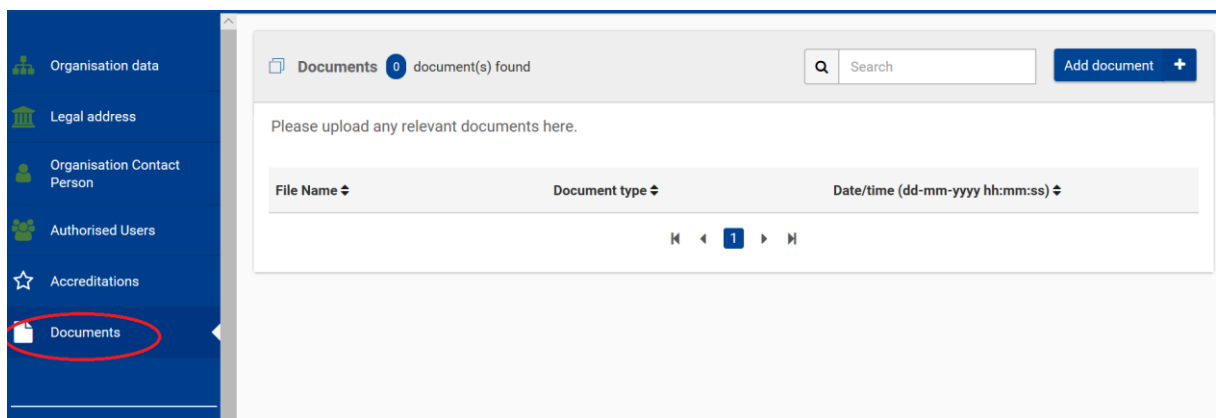 Organisation data
Legal address
Organisation Contact
Person
Authorised Users
Accreditations
Documents
Documents 0 document(s) found
Search
Add document +
Please upload any relevant documents here.
File Name
Document type
Date/time (dd-mm-yyyy hh:mm:ss)
1